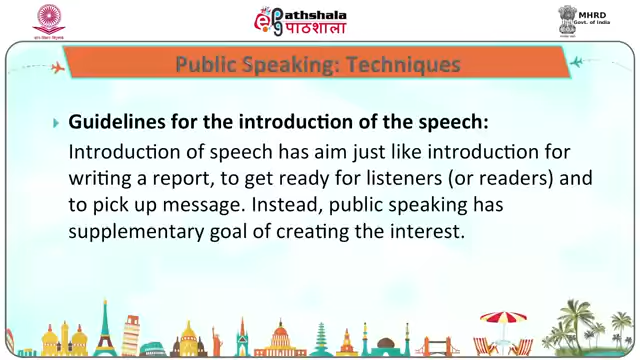 ePathshala
पाठशाला
MHRD
Govt. of India
Public Speaking: Techniques
Guidelines for the introduction of the speech:
Introduction of speech has aim just like introduction for
writing a report, to get ready for listeners (or readers) and
to pick up message. Instead, public speaking has
supplementary goal of creating the interest.